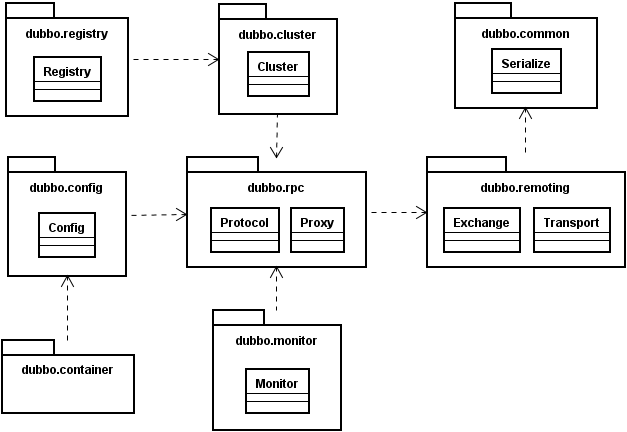 dubbo.registry
Registry
dubbo.cluster
Cluster
dubbo.common
Serialize
dubbo.config
Config
dubbo.rpc
Protocol
Proxy
dubbo.remoting
Exchange
Transport
dubbo.container
dubbo.monitor
Monitor